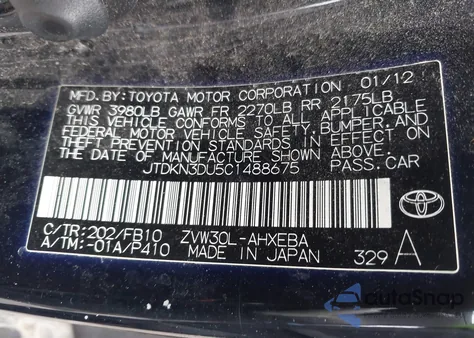 MFD.BY:TOYOTA MOTOR CORPORATION 01/12
GVWR 3980LB GAWR FR 2270LB RR 2175LB
THIS VEHICLE CONFORMS TO ALL APPLICABLE
FEDERAL MOTOR VEHICLE SAFETY,BUMPER,AND
THEFT PREVENTION STANDARDS IN EFFECT ON
THE DATE OF MANUFACTURE SHOWN ABOVE.
JTDKN3DU5C1488675 PASS.CAR
C/TR:202/FB10 ZVW30L-AHXEBA
A/TM:-01A/P410 MADE IN JAPAN 329 A
TOYOTA
autoSnap